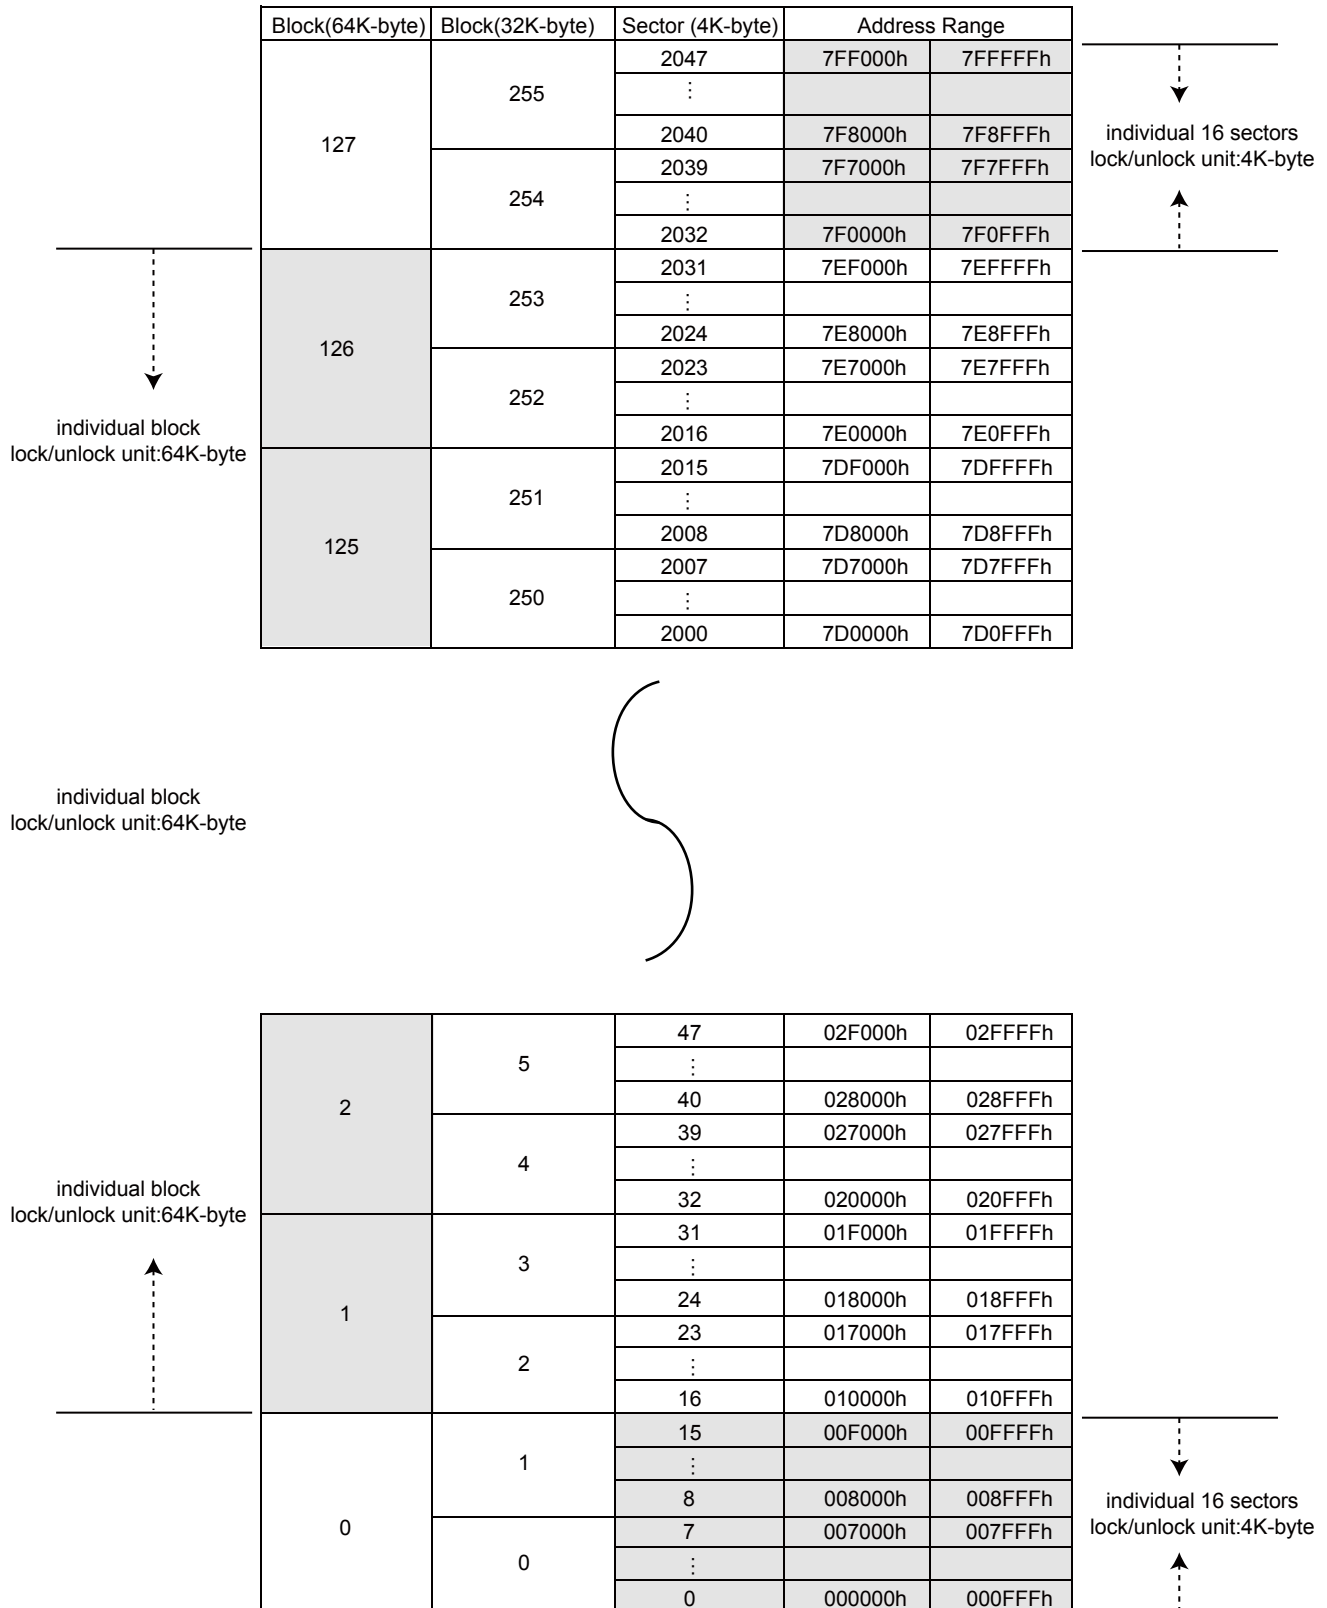 Block(64K-byte) Block(32K-byte) Sector (4K-byte) Address Range
2047 7FF000h 7FFFFFh
255
⋮
127
2040 7F8000h 7F8FFFh
individual 16 sectors
lock/unlock unit:4K-byte
2039 7F7000h 7F7FFFh
254
⋮
2032 7F0000h 7F0FFFh
2031 7EF000h 7EFFFFh
253
⋮
2024 7E8000h 7E8FFFh
126
2023 7E7000h 7E7FFFh
252
⋮
individual block
lock/unlock unit:64K-byte
2016 7E0000h 7E0FFFh
2015 7DF000h 7DFFFFh
251
⋮
2008 7D8000h 7D8FFFh
125
2007 7D7000h 7D7FFFh
250
⋮
2000 7D0000h 7D0FFFh
individual block
lock/unlock unit:64K-byte
47 02F000h 02FFFFh
5
⋮
2
40 028000h 028FFFh
39 027000h 027FFFh
4
⋮
individual block
lock/unlock unit:64K-byte
32 020000h 020FFFh
31 01F000h 01FFFFh
3
⋮
24 018000h 018FFFh
1
23 017000h 017FFFh
2
⋮
16 010000h 010FFFh
15 00F000h 00FFFFh
1
⋮
8 008000h 008FFFh
individual 16 sectors
lock/unlock unit:4K-byte
0
7 007000h 007FFFh
0
⋮
0 000000h 000FFFh